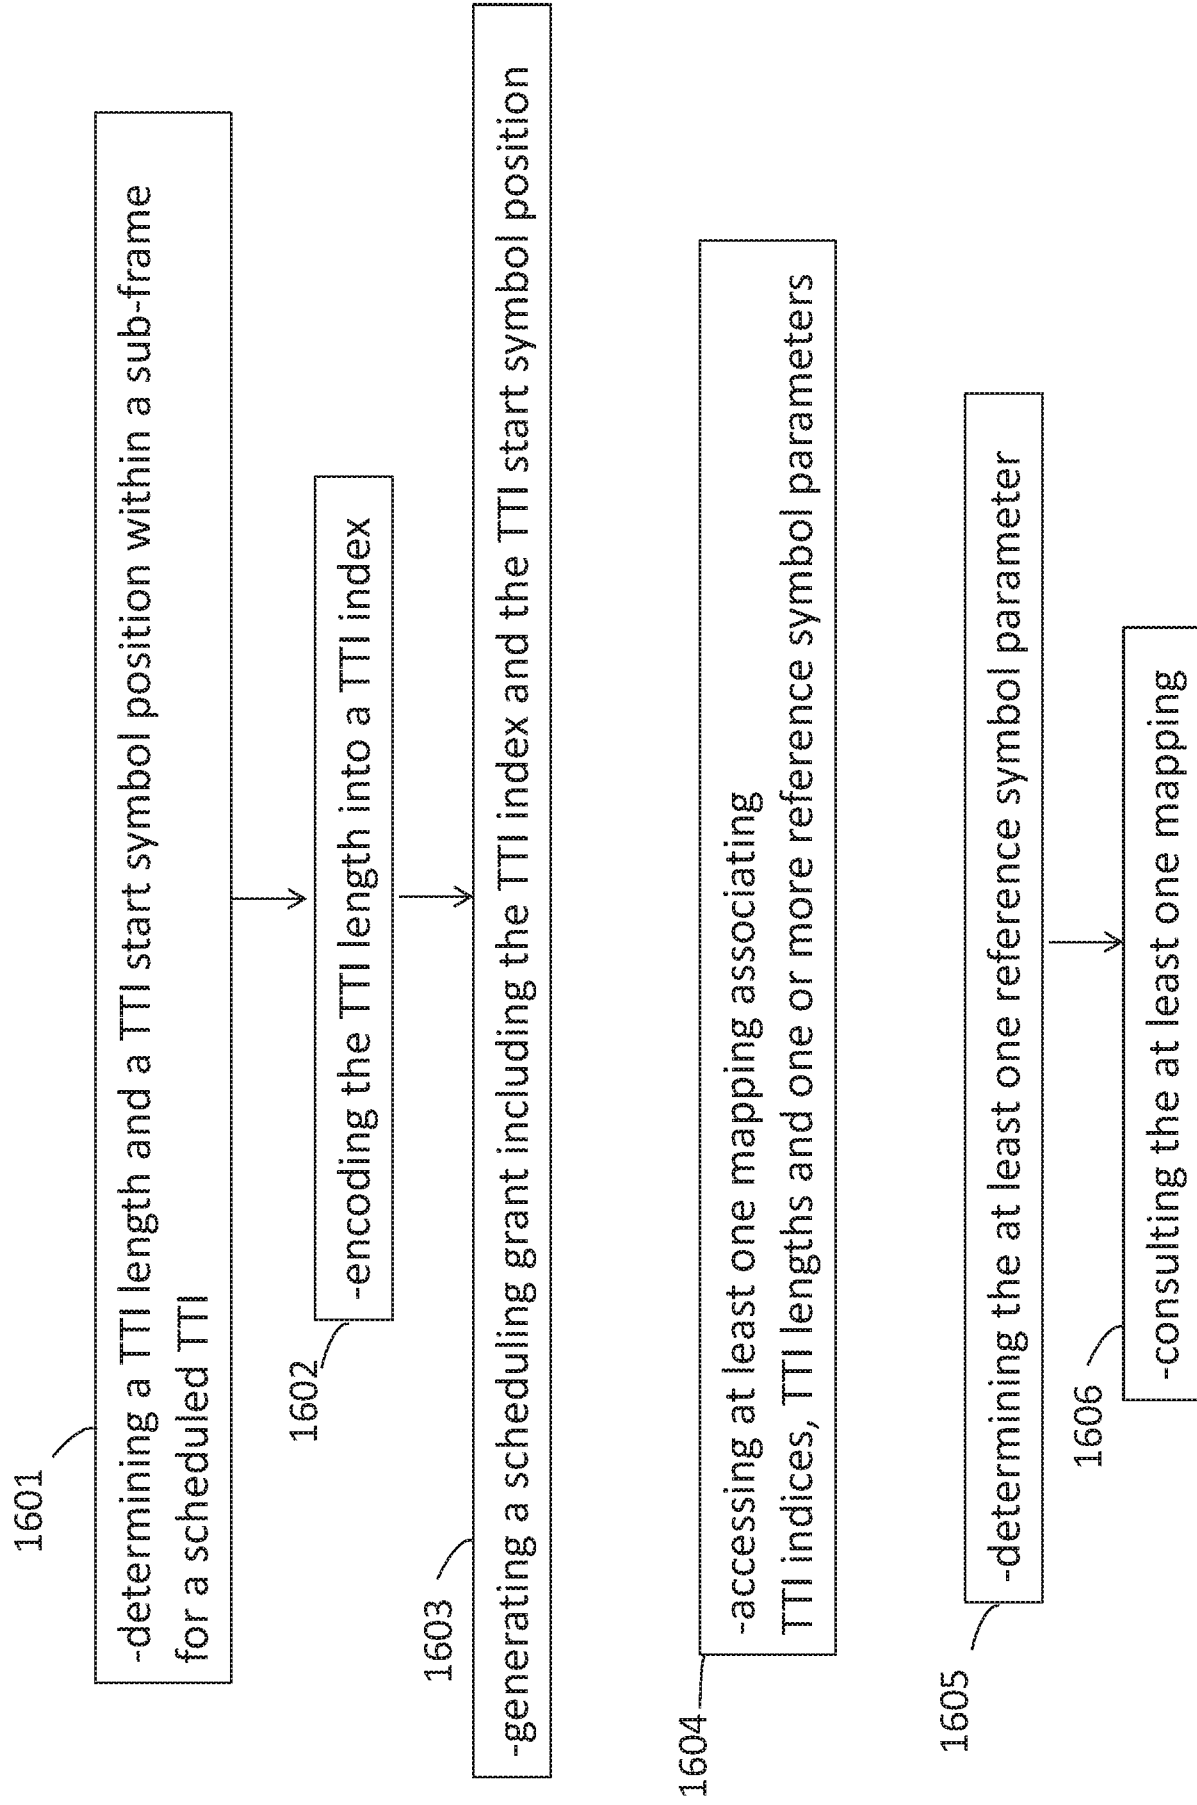 1601
-determining a TTI length and a TTI start symbol position within a sub-frame
for a scheduled TTI
1602
-encoding the TTI length into a TTI index
1603
-generating a scheduling grant including the TTI index and the TTI start symbol position
1604
-accessing at least one mapping associating
TTI indices, TTI lengths and one or more reference symbol parameters
1605
-determining the at least one reference symbol parameter
1606
-consulting the at least one mapping